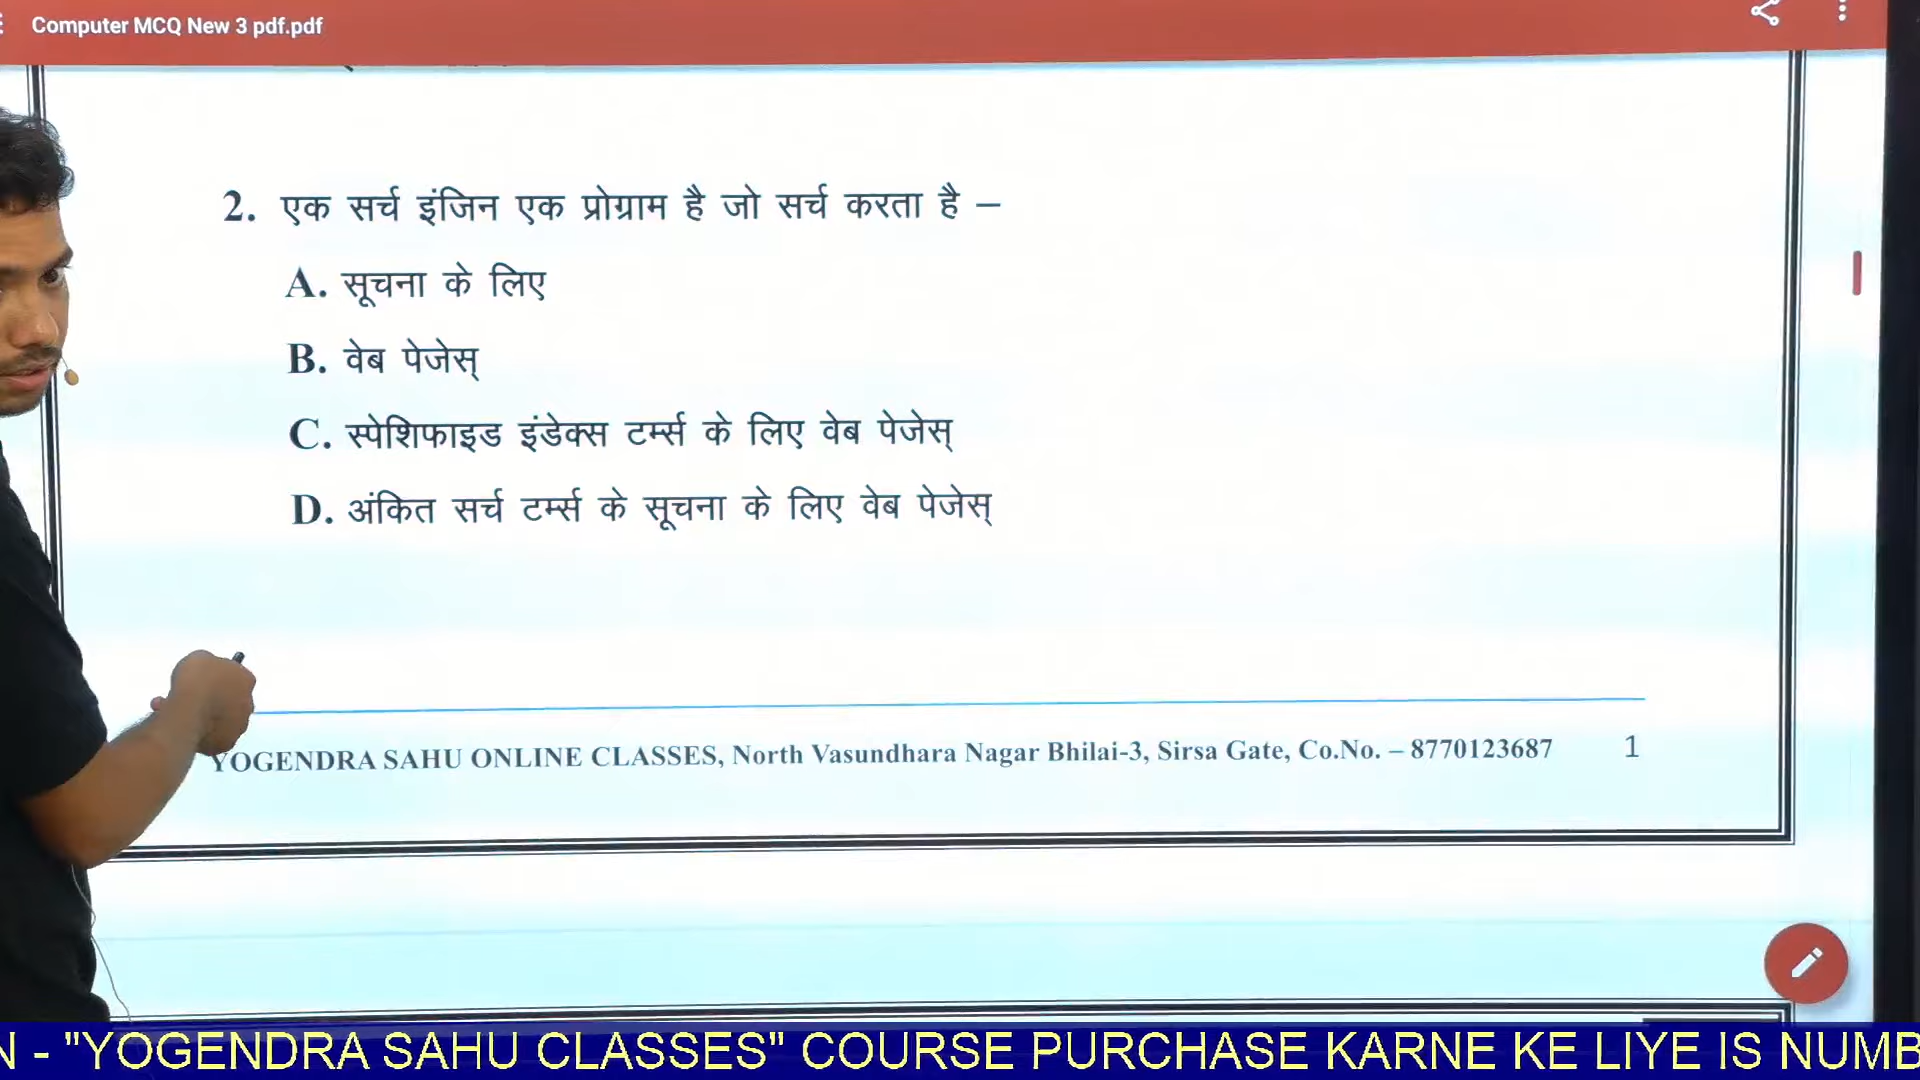 Computer MCQ New 3 pdf.pdf
2. एक सर्च इंजिन एक प्रोग्राम है जो सर्च करता है –
A. सूचना के लिए
B. वेब पेजेस्
C. स्पेशिफाइड इंडेक्स टर्म्स के लिए वेब पेजेस्
D. अंकित सर्च टर्म्स के सूचना के लिए वेब पेजेस्
YOGENDRA SAHU ONLINE CLASSES, North Vasundhara Nagar Bhilai-3, Sirsa Gate, Co.No. – 8770123687 1
N - "YOGENDRA SAHU CLASSES" COURSE PURCHASE KARNE KE LIYE IS NUMB